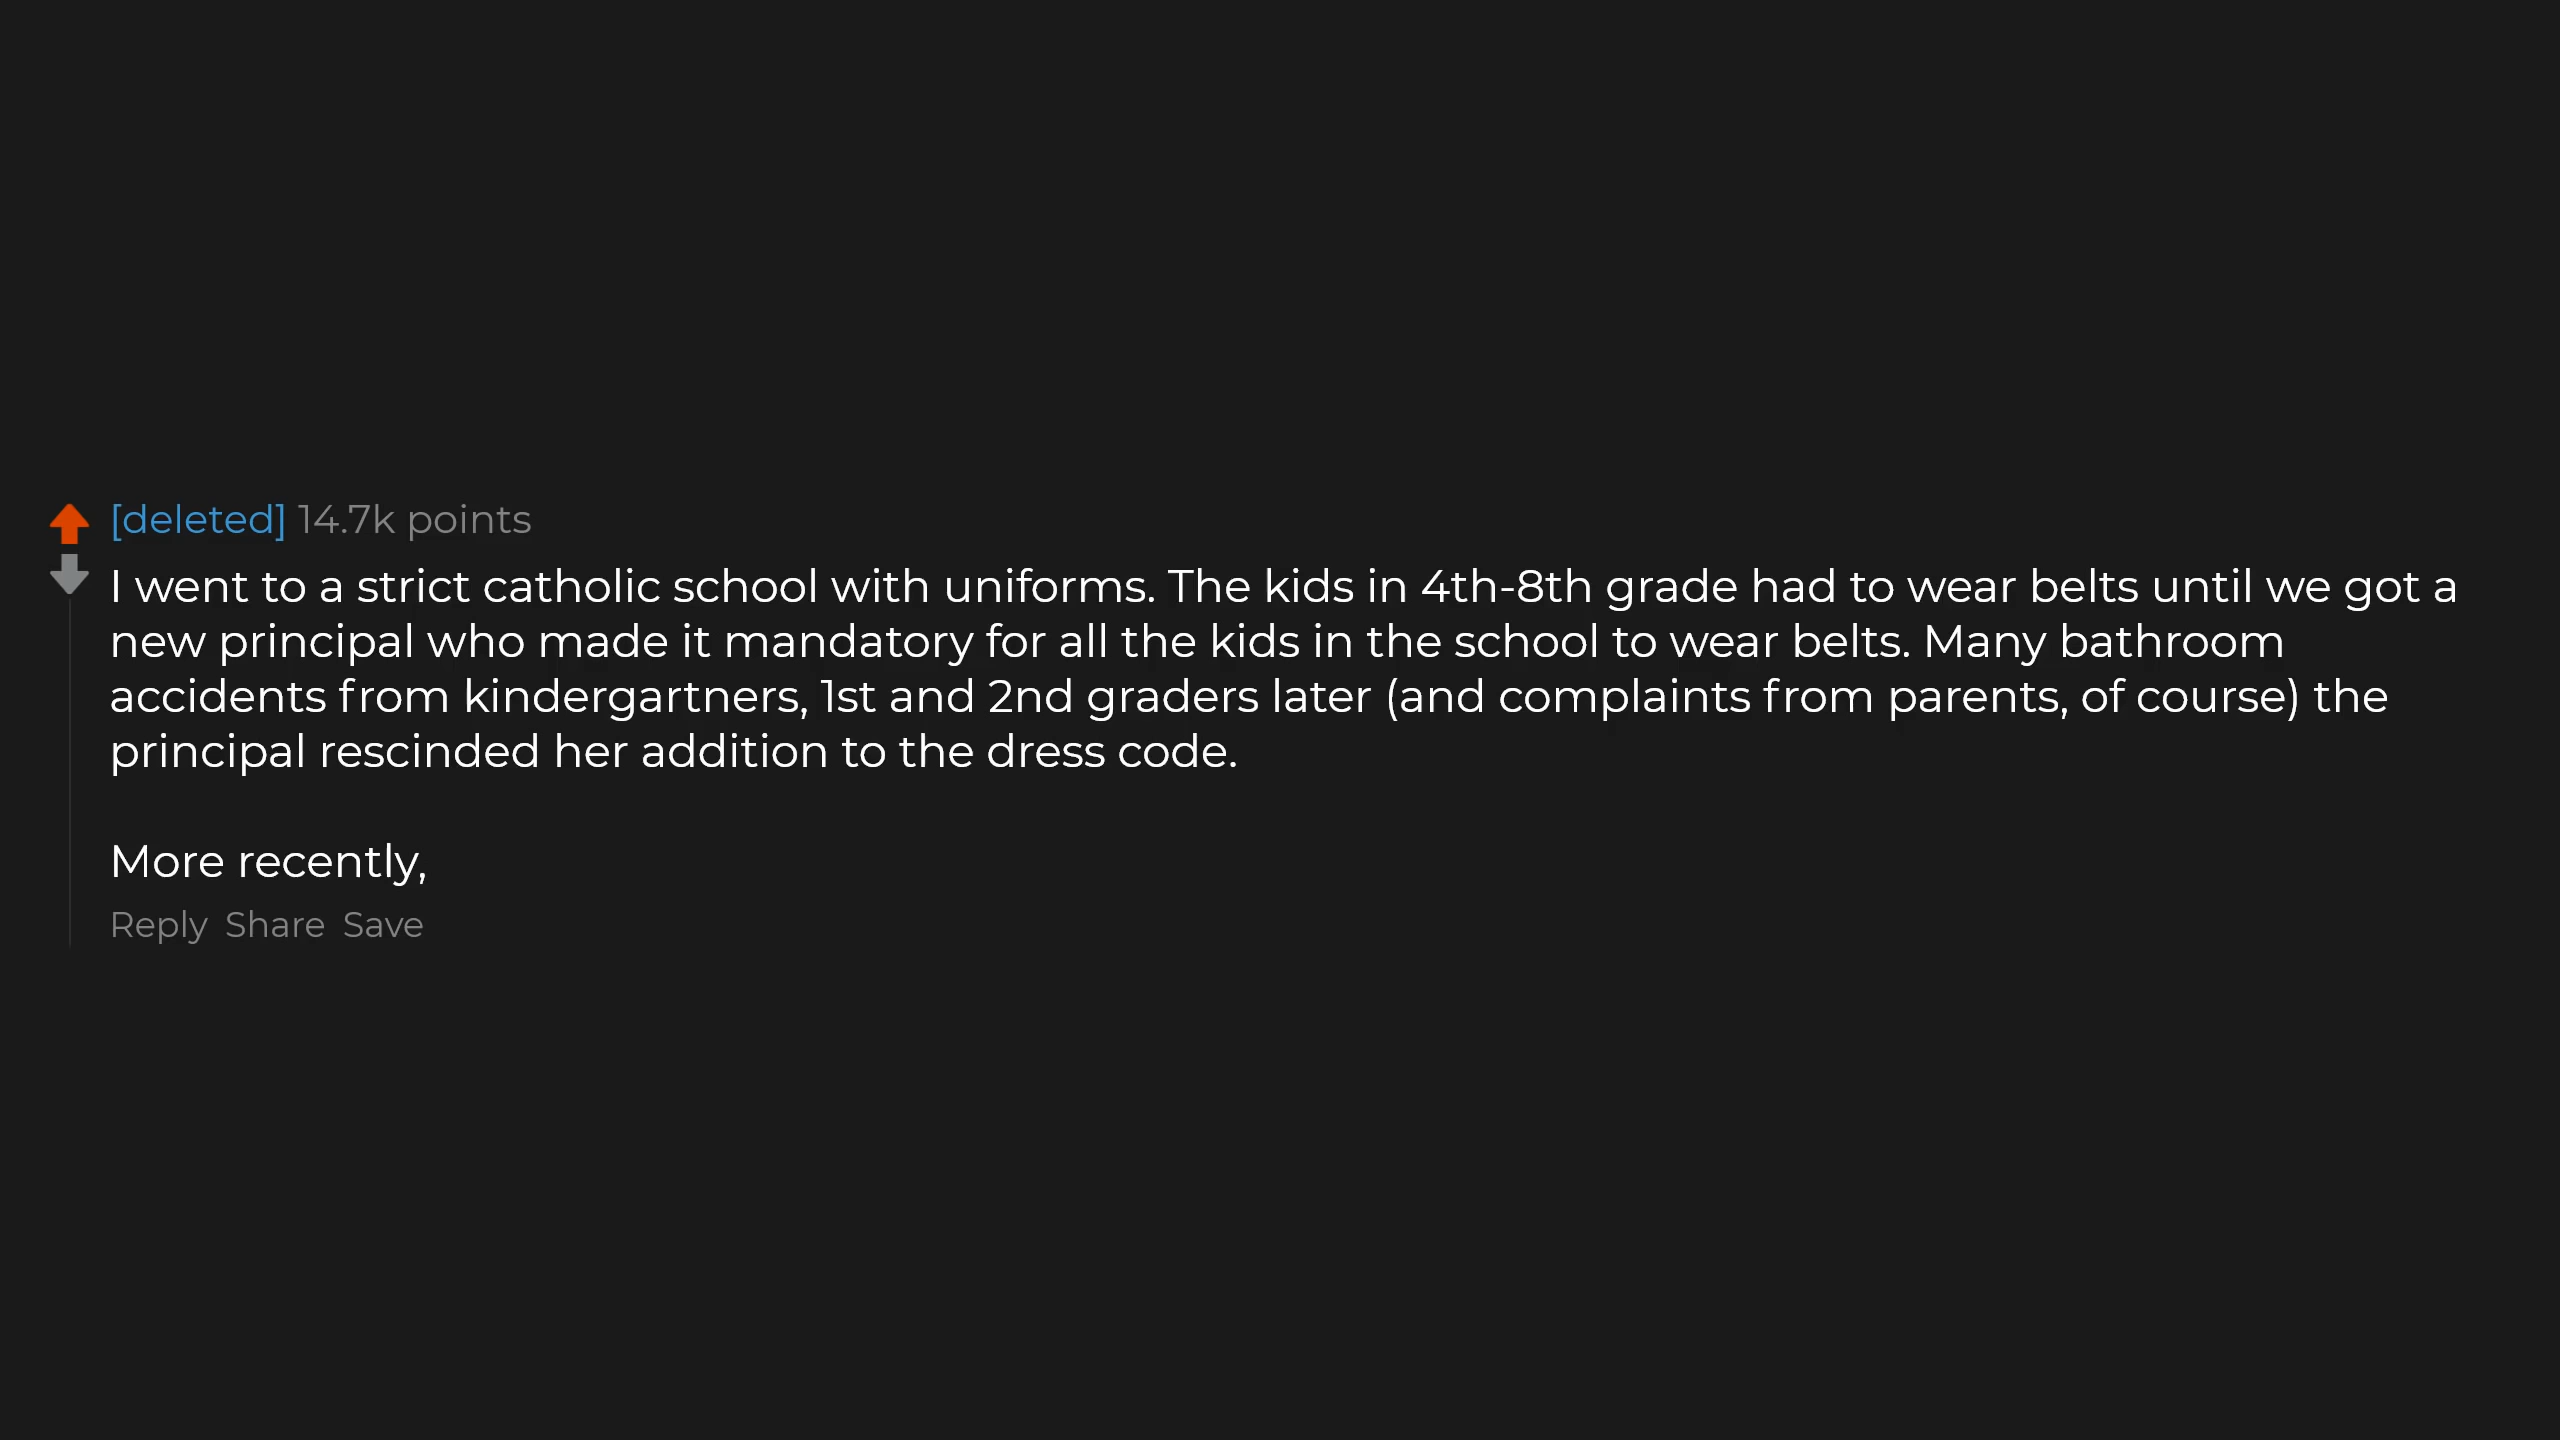 [deleted] 14.7k points
I went to a strict catholic school with uniforms. The kids in 4th-8th grade had to wear belts until we got a
new principal who made it mandatory for all the kids in the school to wear belts. Many bathroom
accidents from kindergartners, 1st and 2nd graders later (and complaints from parents, of course) the
principal rescinded her addition to the dress code.
More recently,
Reply Share Save